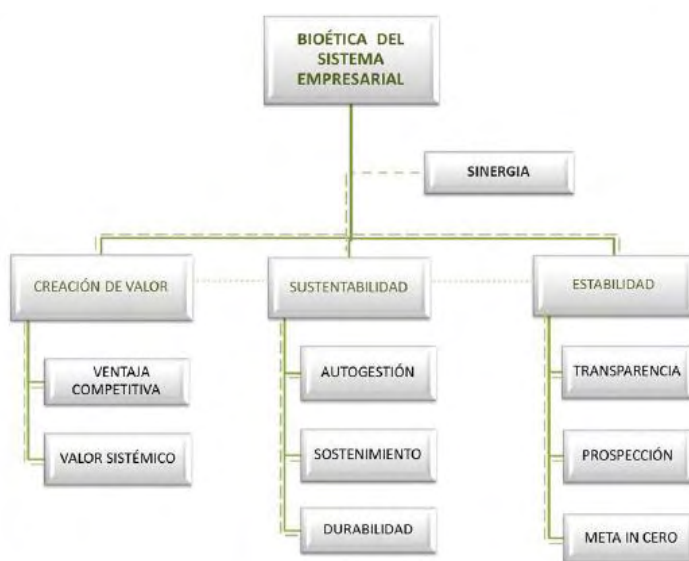 BIOÉTICA DEL
SISTEMA
EMPRESARIAL
SINERGIA
CREACIÓN DE VALOR
SUSTENTABILIDAD
ESTABILIDAD
VENTAJA
COMPETITIVA
AUTOGESTIÓN
TRANSPARENCIA
VALOR SISTÉMICO
SOSTENIMIENTO
PROSPECCIÓN
DURABILIDAD
META IN CERO